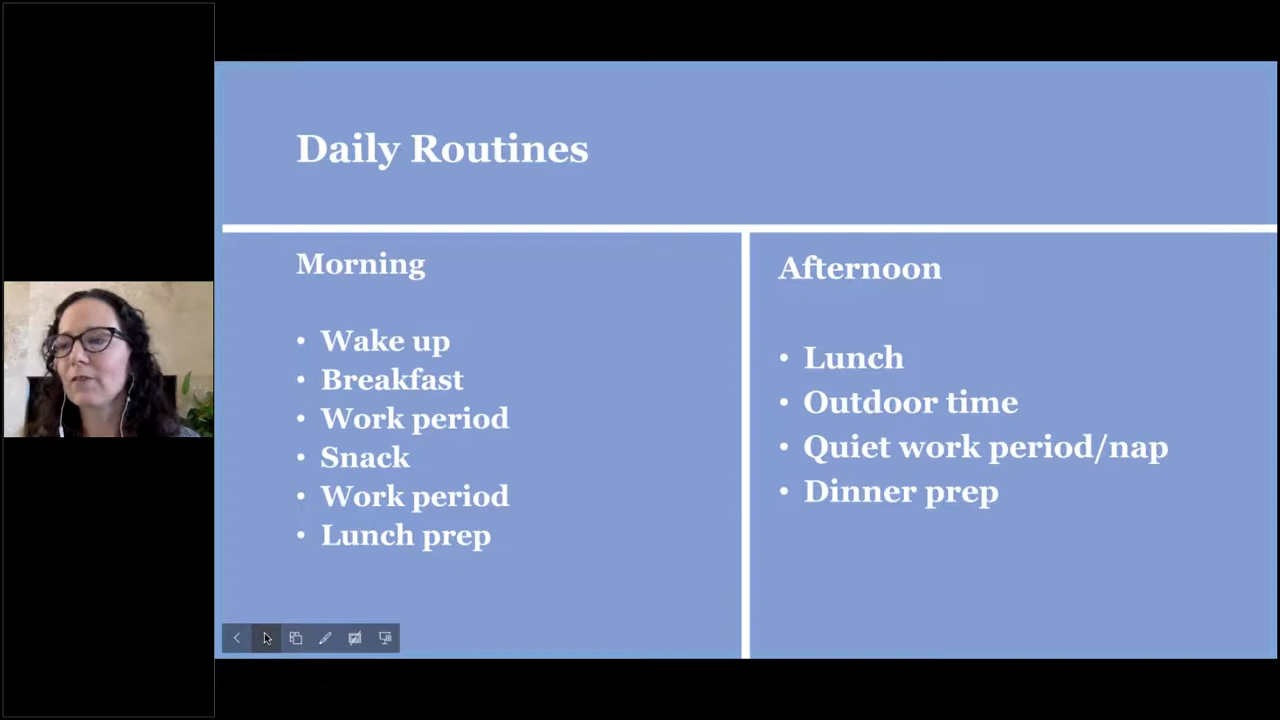 Daily Routines
Morning
• Wake up
• Breakfast
• Work period
• Snack
• Work period
• Lunch prep
Afternoon
• Lunch
• Outdoor time
• Quiet work period/nap
• Dinner prep